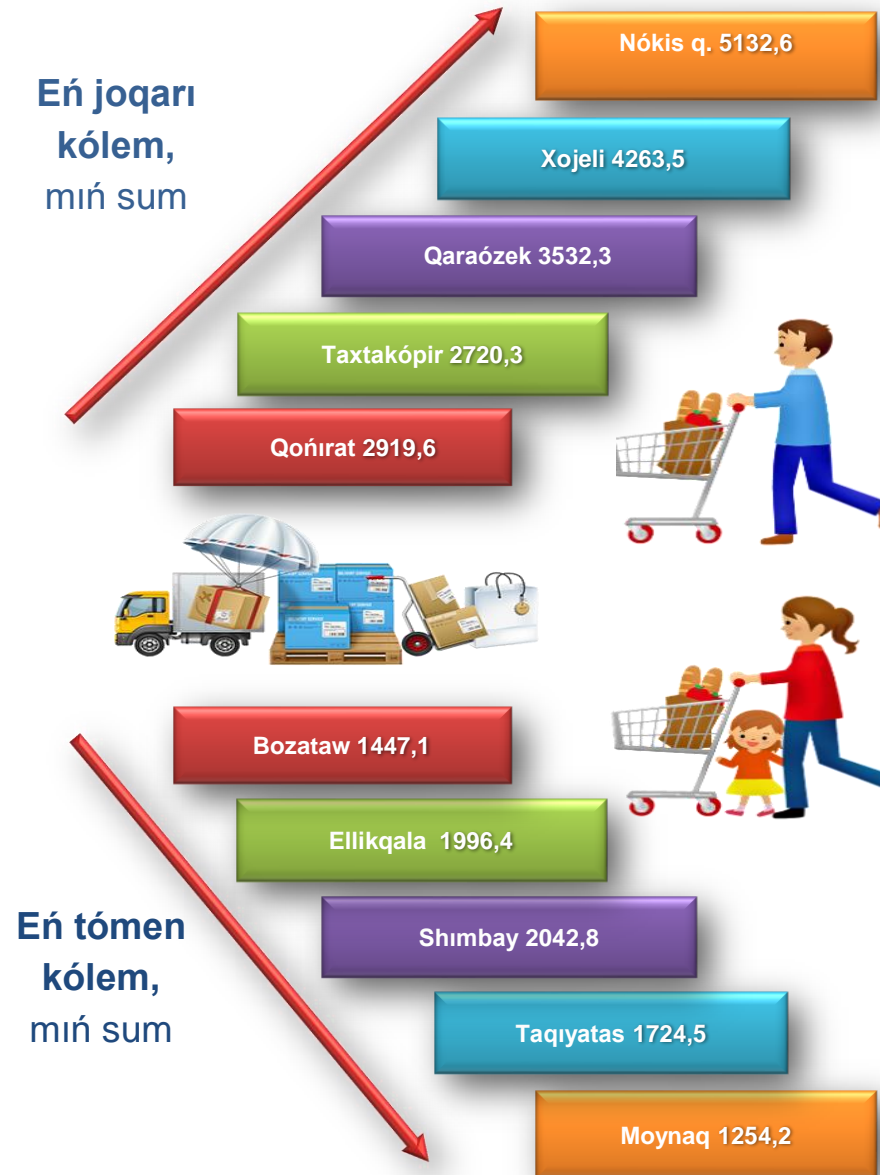 Eń joqarı
kólem,
mıń sum
Nókis q. 5132,6
Xojeli 4263,5
Qaraózek 3532,3
Taxtakópir 2720,3
Qońırat 2919,6
Bozataw 1447,1
Ellikqala 1996,4
Shımbay 2042,8
Eń tómen
kólem,
mıń sum
Taqıyatas 1724,5
Moynaq 1254,2